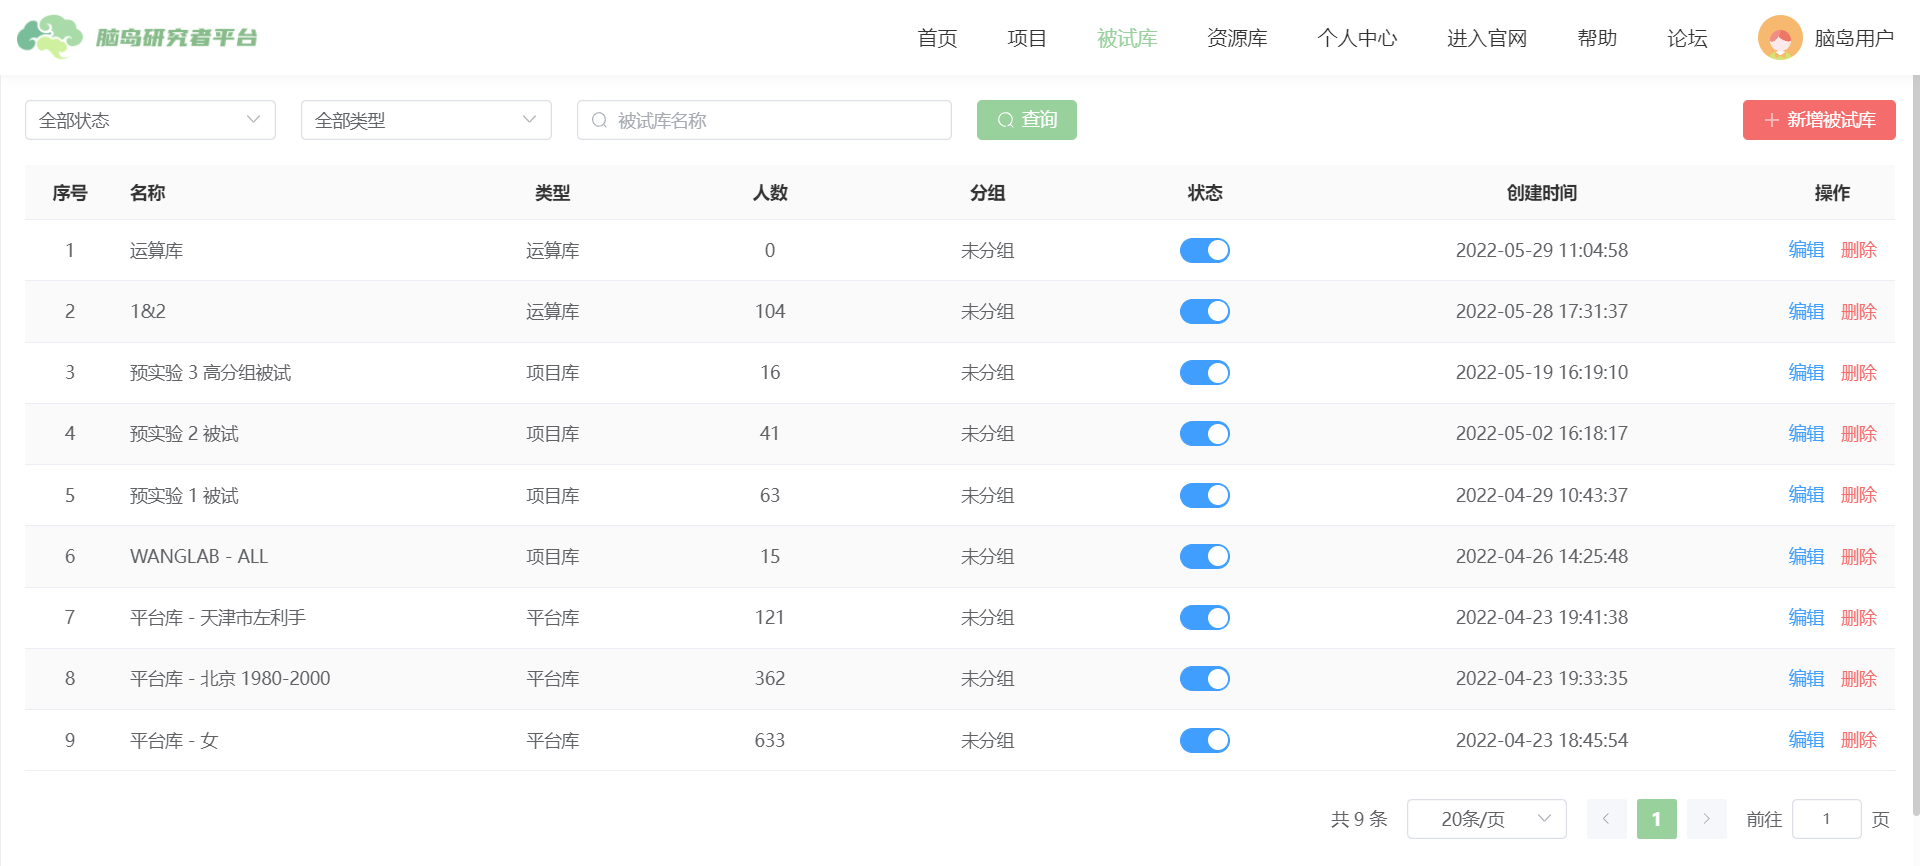 脑岛研究者平台 首页 项目 被试库 资源库 个人中心 进入官网 帮助 论坛 脑岛用户
全部状态 全部类型 被试库名称 查询 新增被试库
序号 名称 类型 人数 分组 状态 创建时间 操作
1 运算库 运算库 0 未分组 2022-05-29 11:04:58 编辑 删除
2 1&2 运算库 104 未分组 2022-05-28 17:31:37 编辑 删除
3 预实验 3 高分组被试 项目库 16 未分组 2022-05-19 16:19:10 编辑 删除
4 预实验 2 被试 项目库 41 未分组 2022-05-02 16:18:17 编辑 删除
5 预实验 1 被试 项目库 63 未分组 2022-04-29 10:43:37 编辑 删除
6 WANGLAB - ALL 项目库 15 未分组 2022-04-26 14:25:48 编辑 删除
7 平台库 - 天津市左利手 平台库 121 未分组 2022-04-23 19:41:38 编辑 删除
8 平台库 - 北京 1980-2000 平台库 362 未分组 2022-04-23 19:33:35 编辑 删除
9 平台库 - 女 平台库 633 未分组 2022-04-23 18:45:54 编辑 删除
共 9 条 20条/页 1 前往 1 页